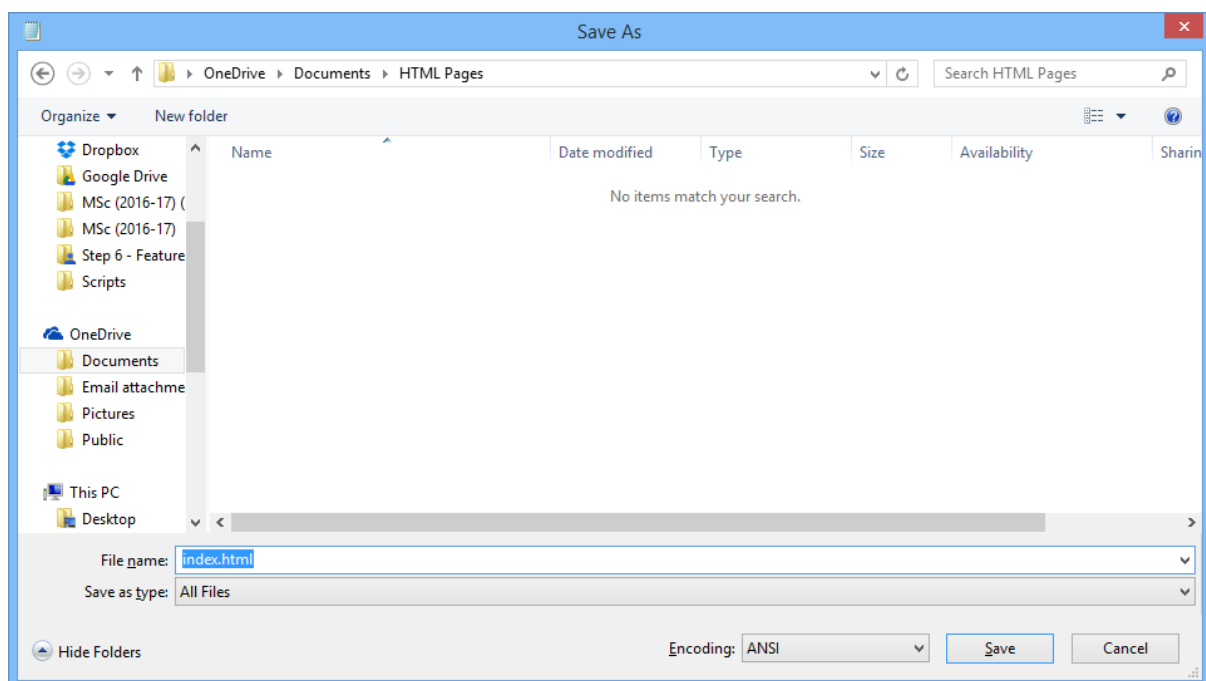 Save As
OneDrive Documents HTML Pages
Search HTML Pages
Organize
New folder
Name
Date modified
Type
Size
Availability
Sharin
Dropbox
Google Drive
MSc (2016-17) (
MSc (2016-17)
Step 6 - Feature
Scripts
OneDrive
Documents
Email attachme
Pictures
Public
This PC
Desktop
No items match your search.
File name: index.html
Save as type: All Files
Hide Folders
Encoding: ANSI
Save
Cancel